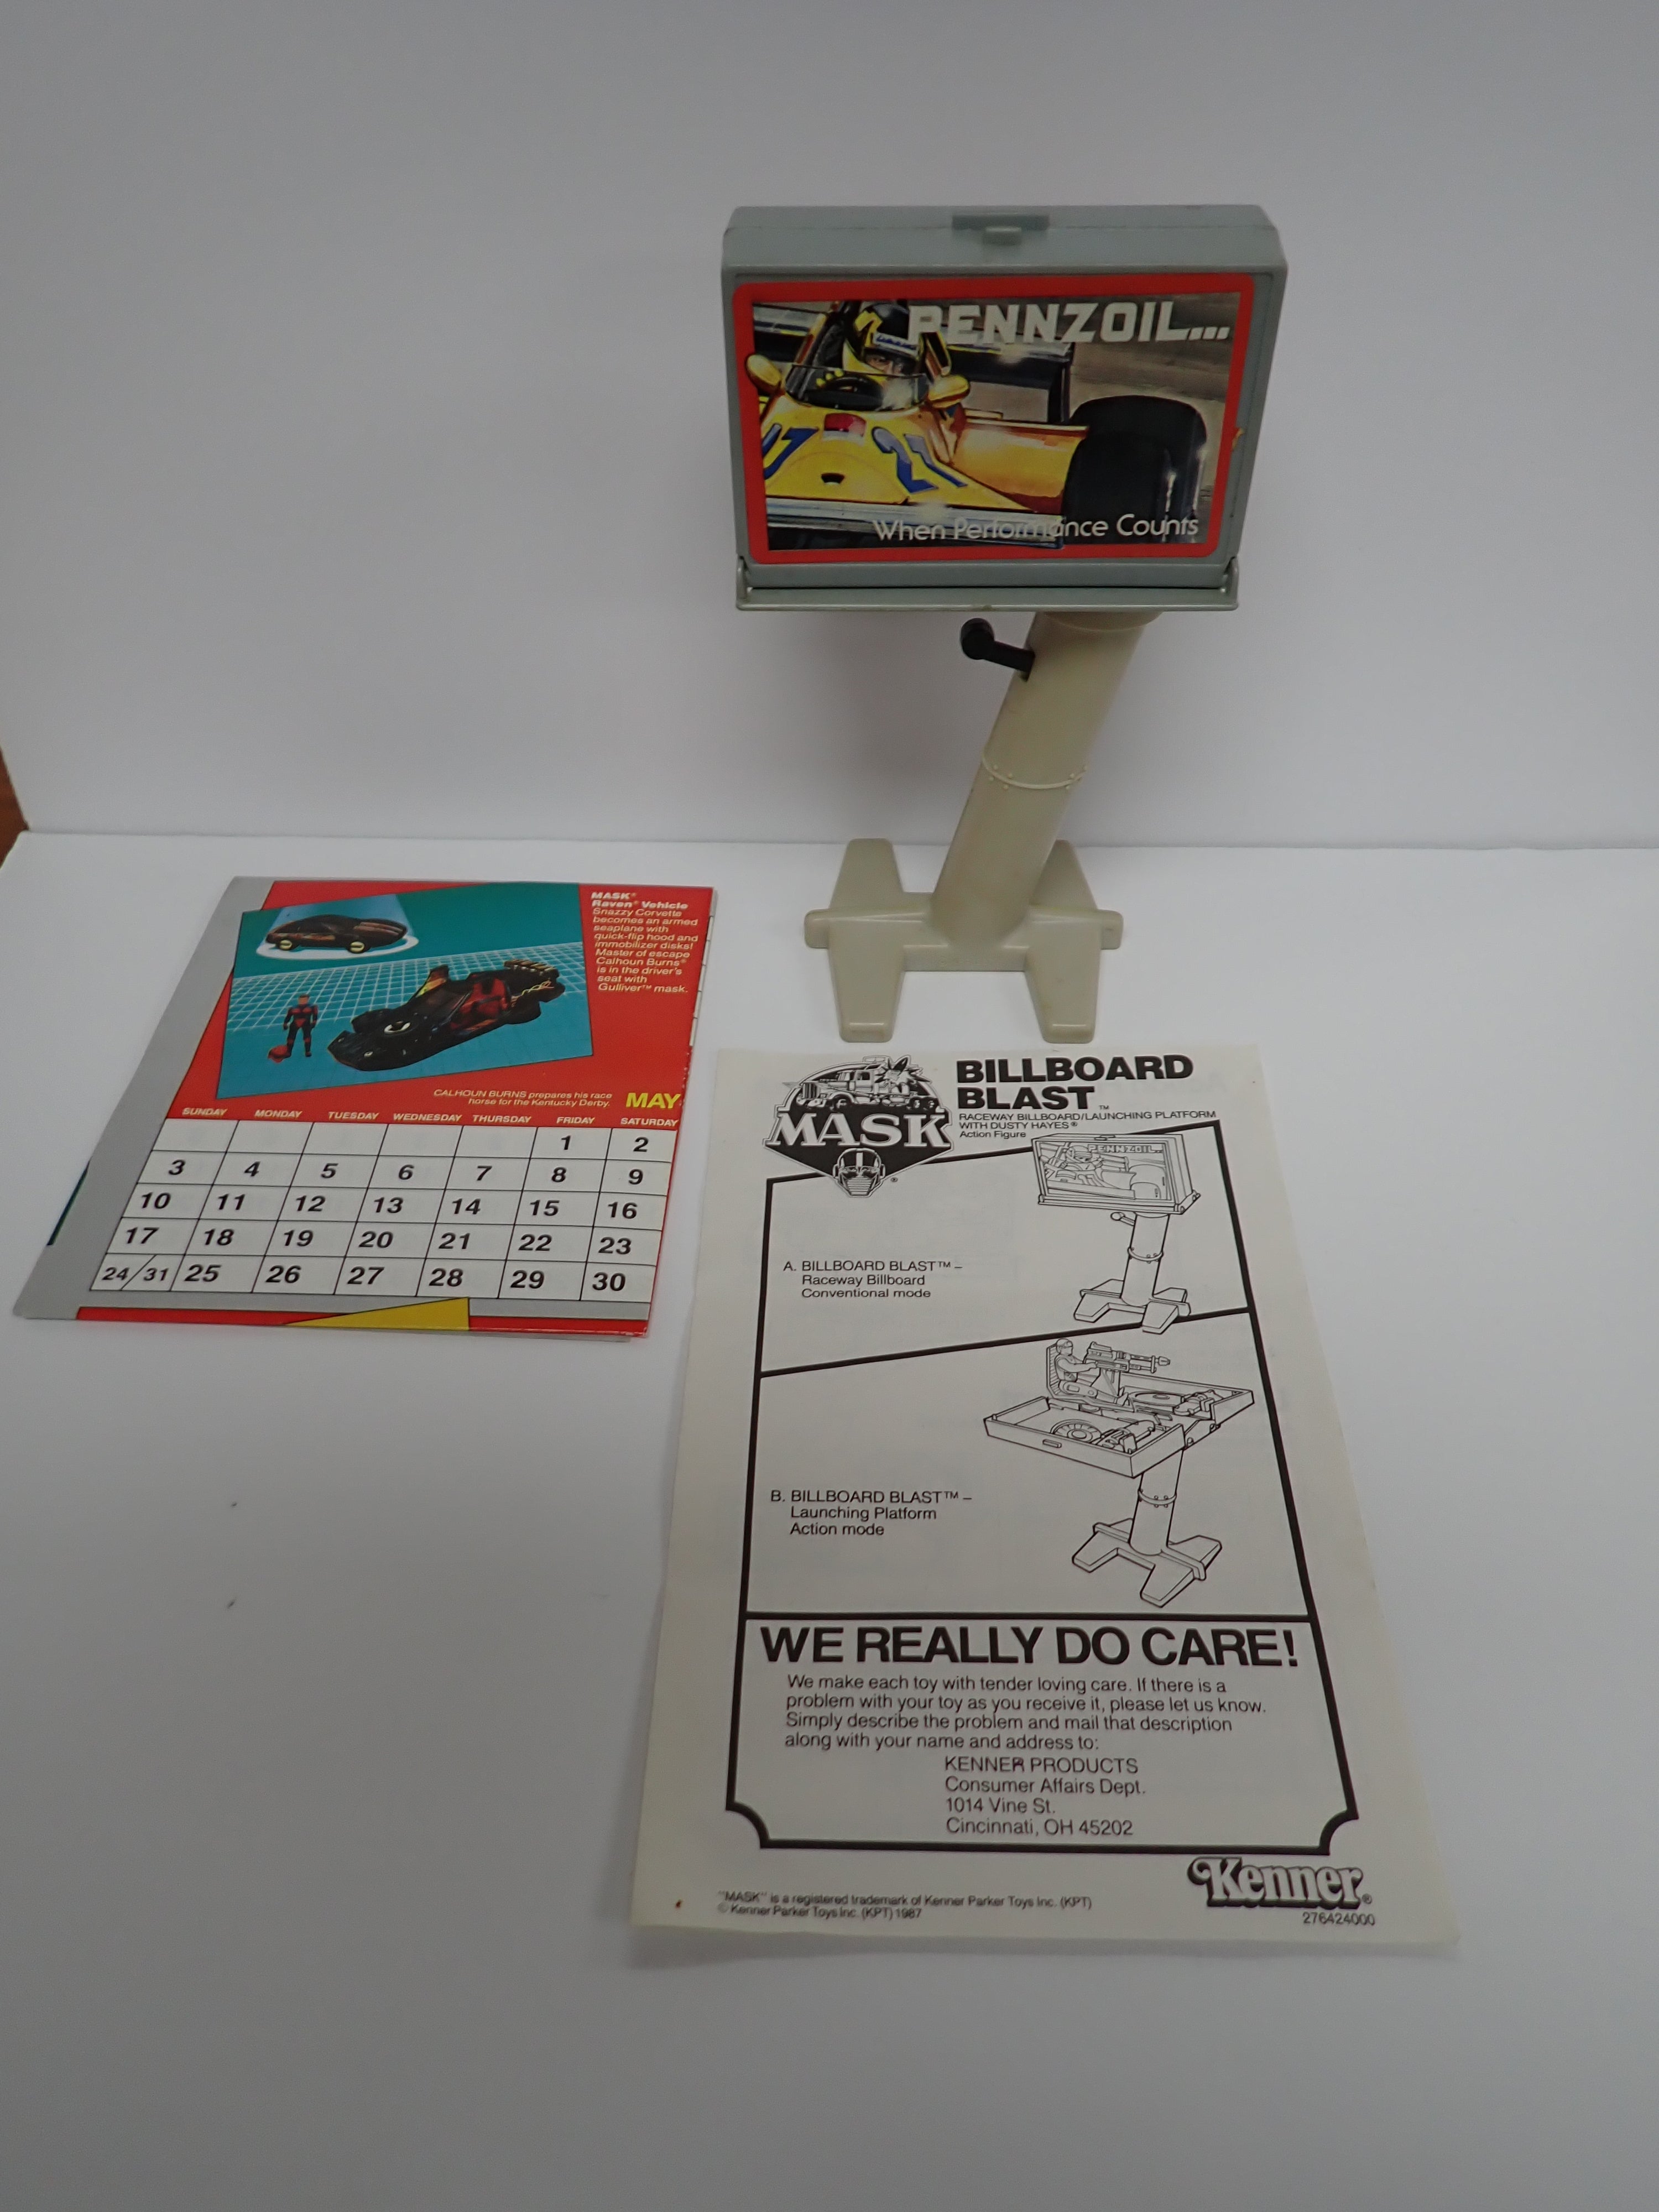 PENNZOIL...
21
When Performance Counts
MASK®
Raven® Vehicle
Snazzy Corvette
becomes an armed
seaplane with
quick-flip hood and
immobilizer disks!
Master of escape
Calhoun Burns®
is in the driver's
seat with
Gulliver™ mask.
CALHOUN BURNS prepares his race
horse for the Kentucky Derby.
MAY
SUNDAY MONDAY TUESDAY WEDNESDAY THURSDAY FRIDAY SATURDAY
1 2
3 4 5 6 7 8 9
10 11 12 13 14 15 16
17 18 19 20 21 22 23
24/31 25 26 27 28 29 30
MASK®
BILLBOARD
BLAST™
RACEWAY BILLBOARD/LAUNCHING PLATFORM
WITH DUSTY HAYES®
Action Figure
PENNZOIL...
A. BILLBOARD BLAST™ –
Raceway Billboard
Conventional mode
B. BILLBOARD BLAST™ –
Launching Platform
Action mode
WE REALLY DO CARE!
We make each toy with tender loving care. If there is a
problem with your toy as you receive it, please let us know.
Simply describe the problem and mail that description
along with your name and address to:
KENNER PRODUCTS
Consumer Affairs Dept.
1014 Vine St.
Cincinnati, OH 45202
Kenner®
276424000
"MASK" is a registered trademark of Kenner Parker Toys Inc. (KPT)
© Kenner Parker Toys Inc. (KPT) 1987